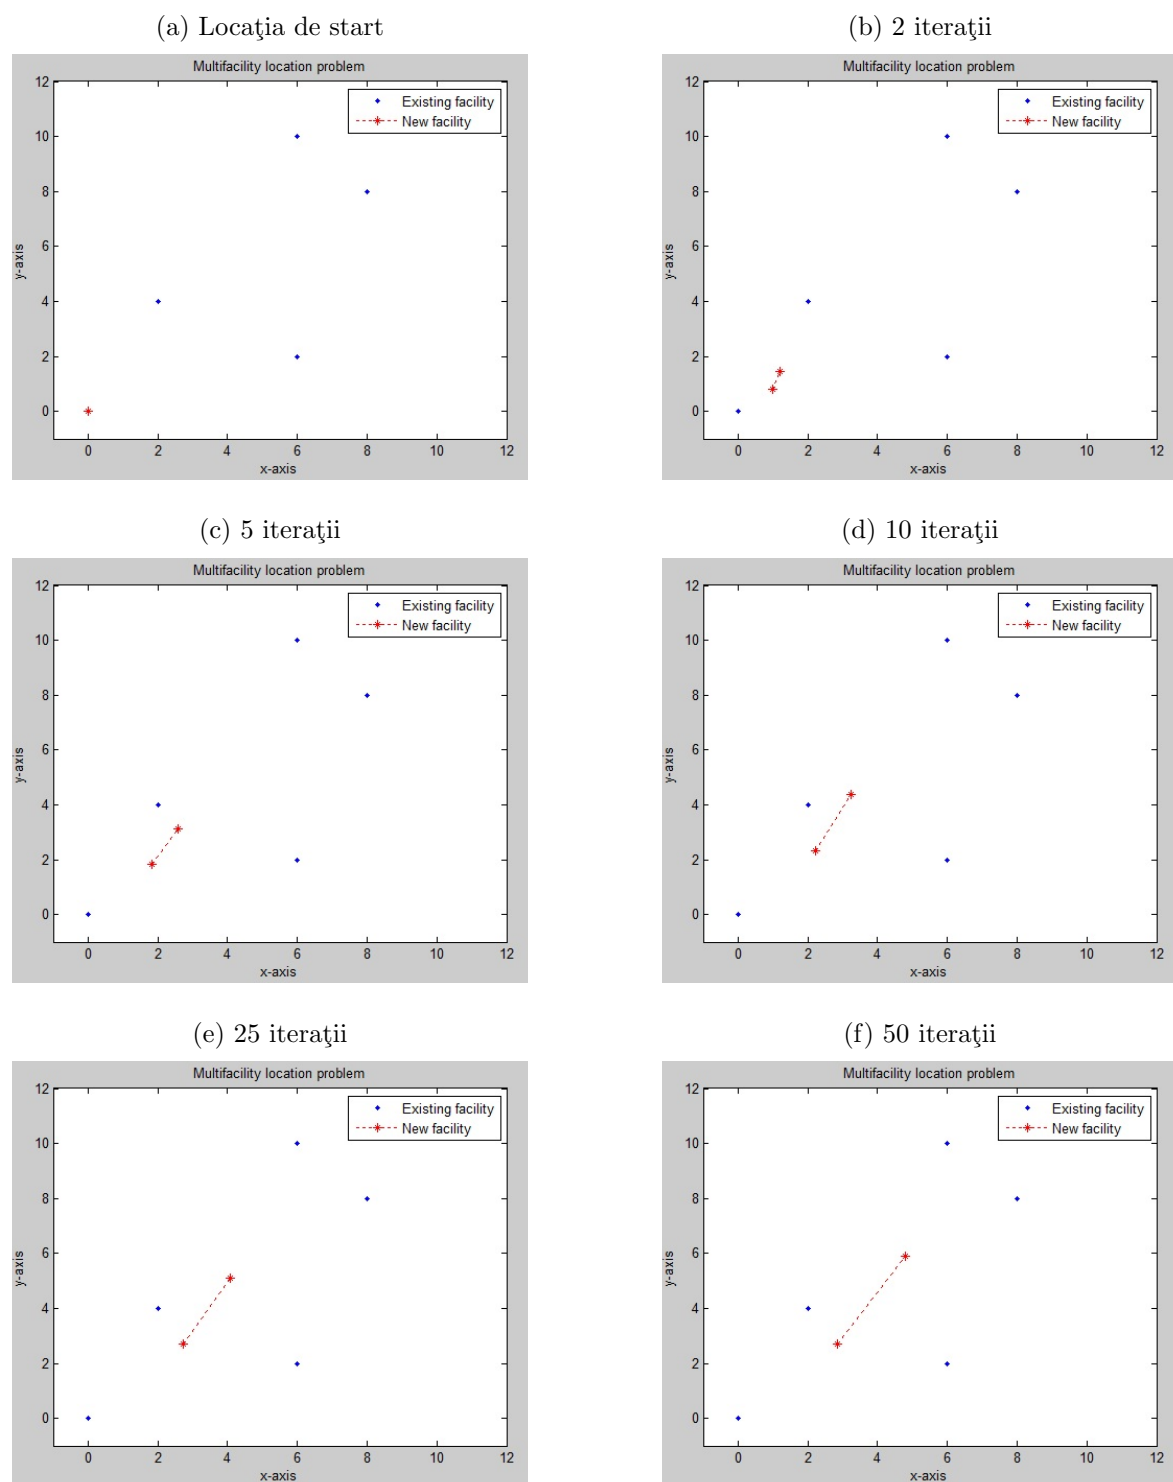 (a) Locaţia de start
Multifacility location problem
Existing facility
New facility
12
10
8
6
4
2
0
y-axis
0 2 4 6 8 10 12
x-axis
(b) 2 iteraţii
Multifacility location problem
Existing facility
New facility
12
10
8
6
4
2
0
y-axis
0 2 4 6 8 10 12
x-axis
(c) 5 iteraţii
Multifacility location problem
Existing facility
New facility
12
10
8
6
4
2
0
y-axis
0 2 4 6 8 10 12
x-axis
(d) 10 iteraţii
Multifacility location problem
Existing facility
New facility
12
10
8
6
4
2
0
y-axis
0 2 4 6 8 10 12
x-axis
(e) 25 iteraţii
Multifacility location problem
Existing facility
New facility
12
10
8
6
4
2
0
y-axis
0 2 4 6 8 10 12
x-axis
(f) 50 iteraţii
Multifacility location problem
Existing facility
New facility
12
10
8
6
4
2
0
y-axis
0 2 4 6 8 10 12
x-axis